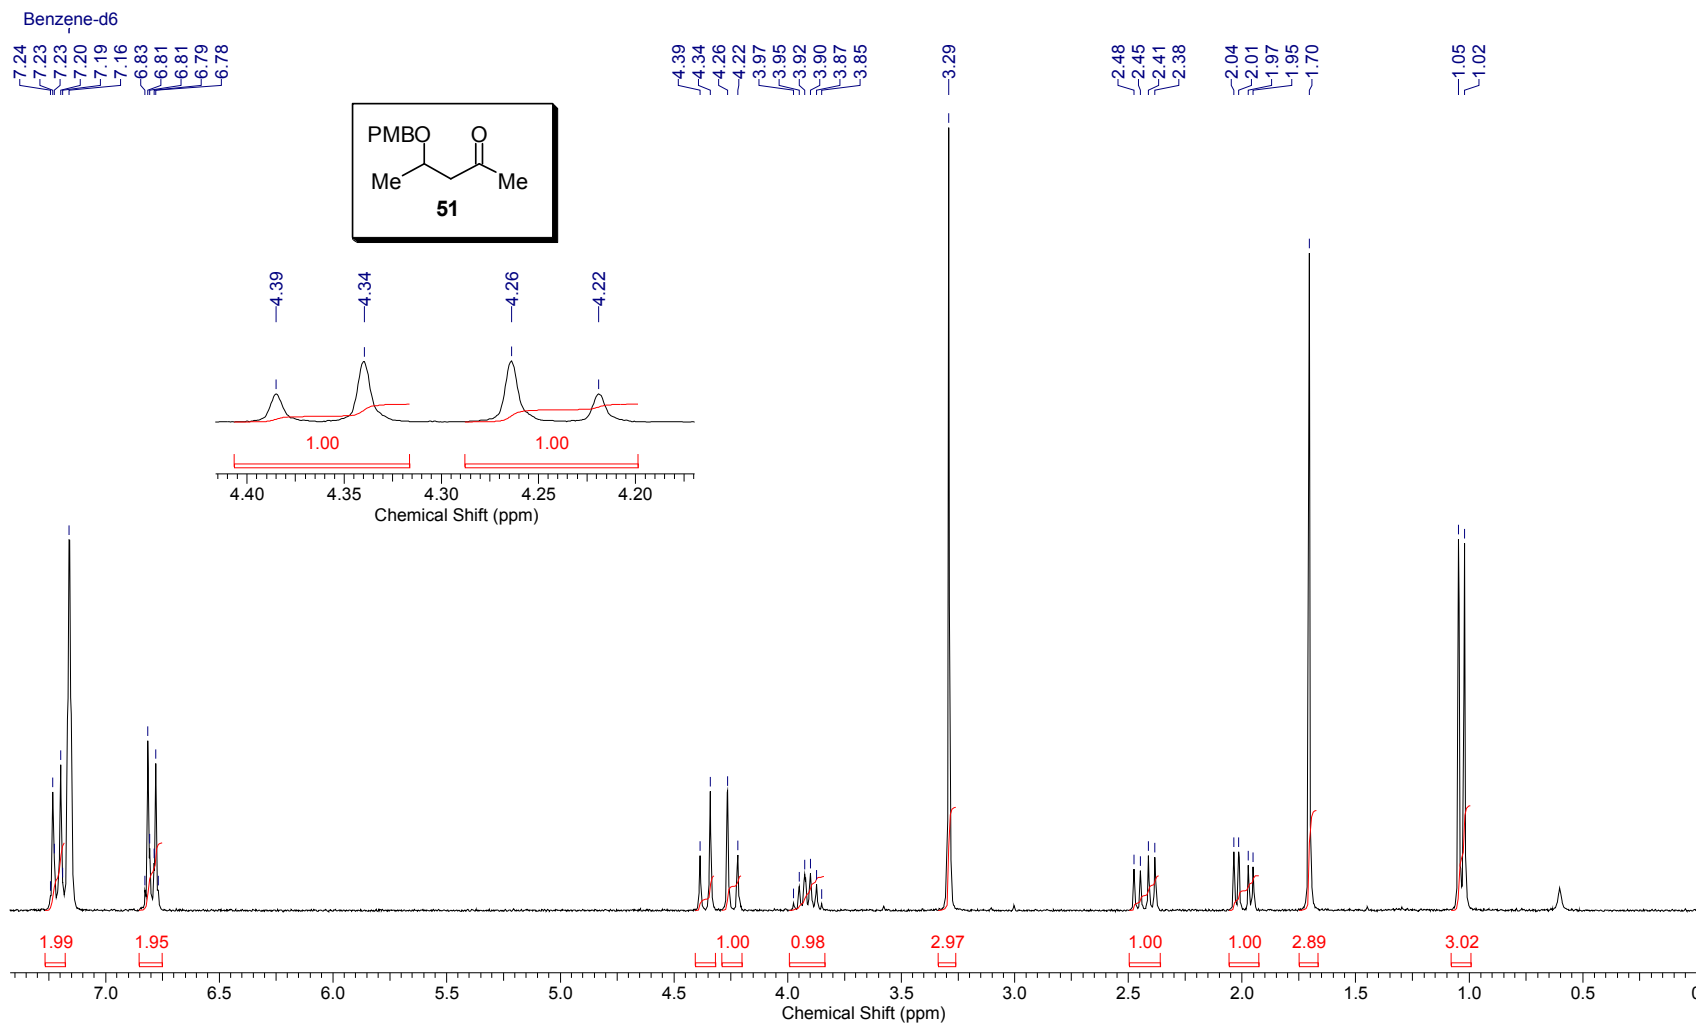 Benzene-d6
7.24 7.23 7.23 7.20 7.19 7.16 6.83 6.81 6.81 6.79 6.78 4.39 4.34 4.26 4.22 3.97 3.95 3.92 3.90 3.87 3.85 3.29 2.48 2.45 2.41 2.38 2.04 2.01 1.97 1.95 1.70 1.05 1.02
PMBO O
Me Me
51
4.39 4.34 4.26 4.22
1.00 1.00
4.40 4.35 4.30 4.25 4.20
Chemical Shift (ppm)
1.99 1.95 1.00 0.98 2.97 1.00 1.00 2.89 3.02
7.0 6.5 6.0 5.5 5.0 4.5 4.0 3.5 3.0 2.5 2.0 1.5 1.0 0.5
Chemical Shift (ppm)